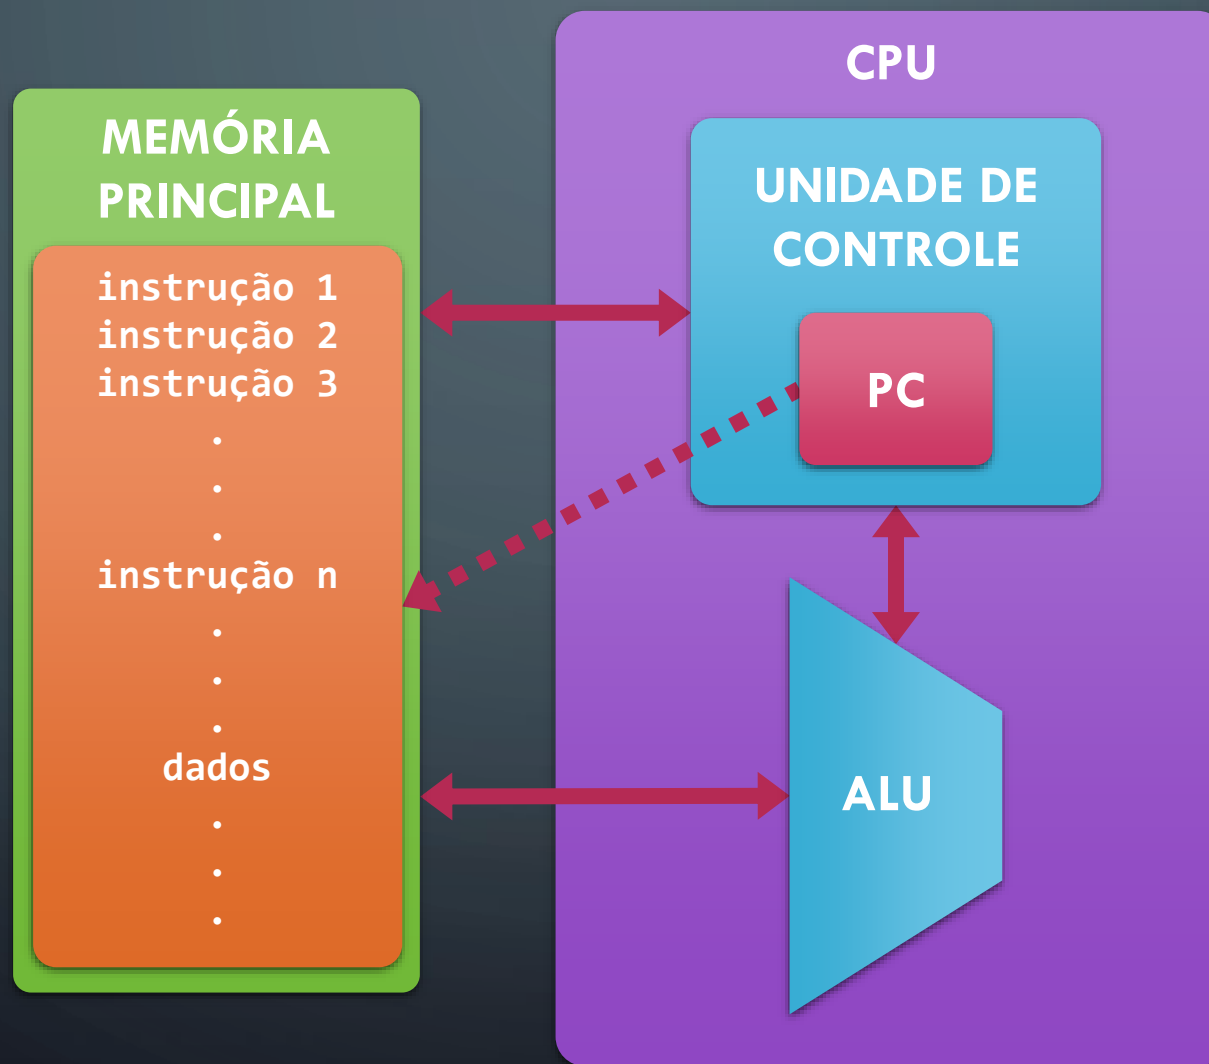 MEMÓRIA
PRINCIPAL
instrução 1
instrução 2
instrução 3
.
.
.
instrução n
.
.
.
dados
.
.
.
CPU
UNIDADE DE
CONTROLE
PC
ALU